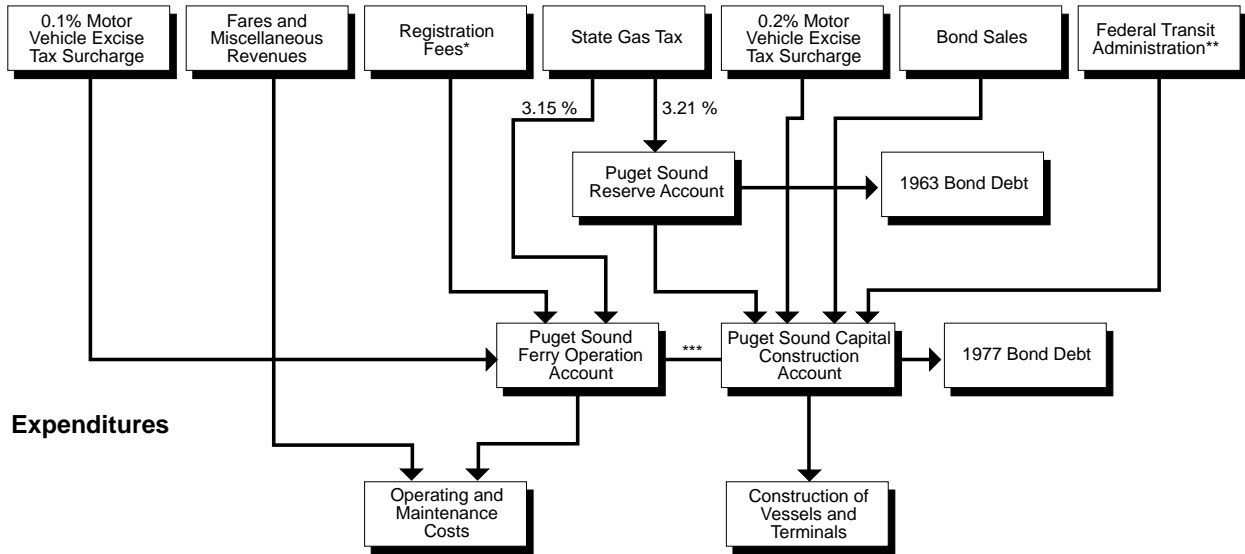 0.1% Motor
Vehicle Excise
Tax Surcharge
Fares and
Miscellaneous
Revenues
Registration
Fees*
State Gas Tax
0.2% Motor
Vehicle Excise
Tax Surcharge
Bond Sales
Federal Transit
Administration**
3.15 %
3.21 %
Puget Sound
Reserve Account
1963 Bond Debt
Puget Sound
Ferry Operation
Account
***
Puget Sound Capital
Construction
Account
1977 Bond Debt
Expenditures
Operating and
Maintenance
Costs
Construction of
Vessels and
Terminals